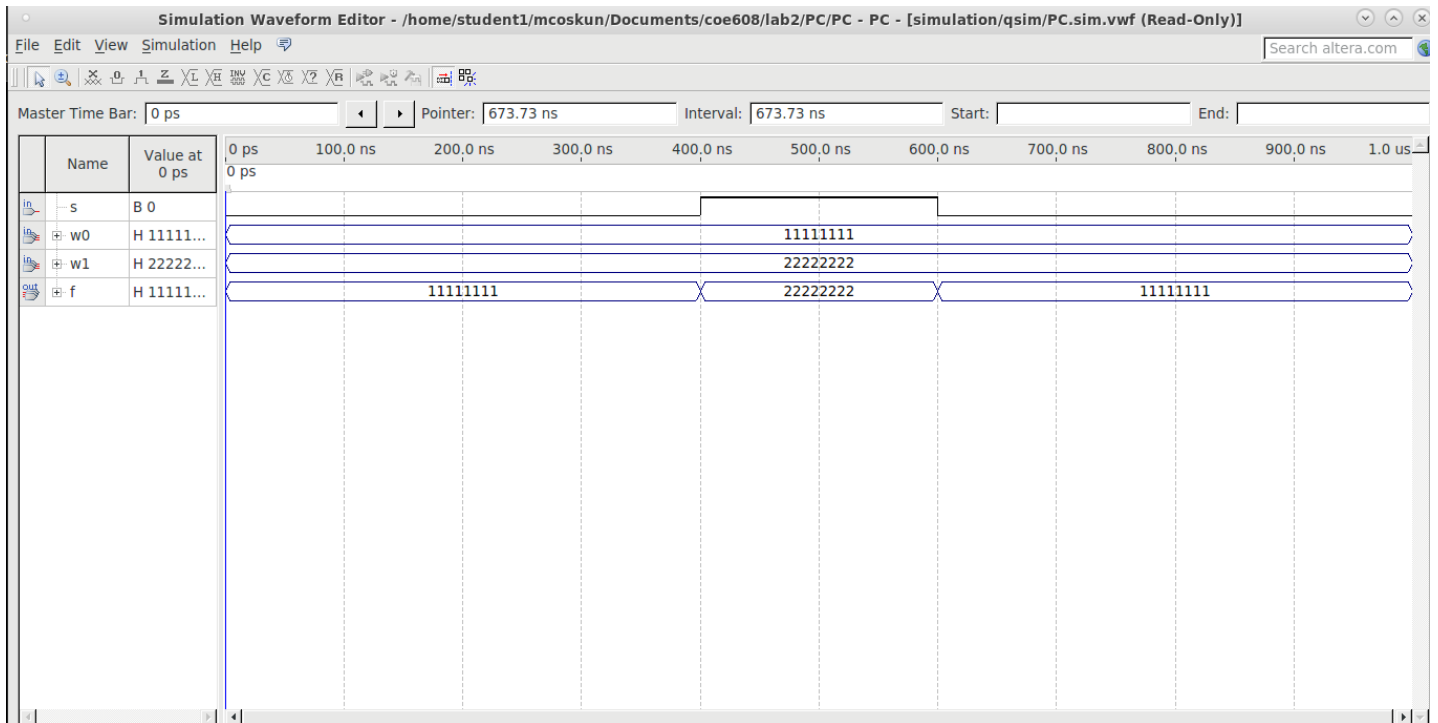 Simulation Waveform Editor - /home/student1/mcoskun/Documents/coe608/lab2/PC/PC - PC - [simulation/qsim/PC.sim.vwf (Read-Only)]
File Edit View Simulation Help
Search altera.com
Master Time Bar: 0 ps Pointer: 673.73 ns Interval: 673.73 ns Start: End:
Name Value at 0 ps
0 ps 100.0 ns 200.0 ns 300.0 ns 400.0 ns 500.0 ns 600.0 ns 700.0 ns 800.0 ns 900.0 ns 1.0 us
0 ps
in s B 0
in w0 H 11111... 11111111
in w1 H 22222... 22222222
out f H 11111... 11111111 22222222 11111111